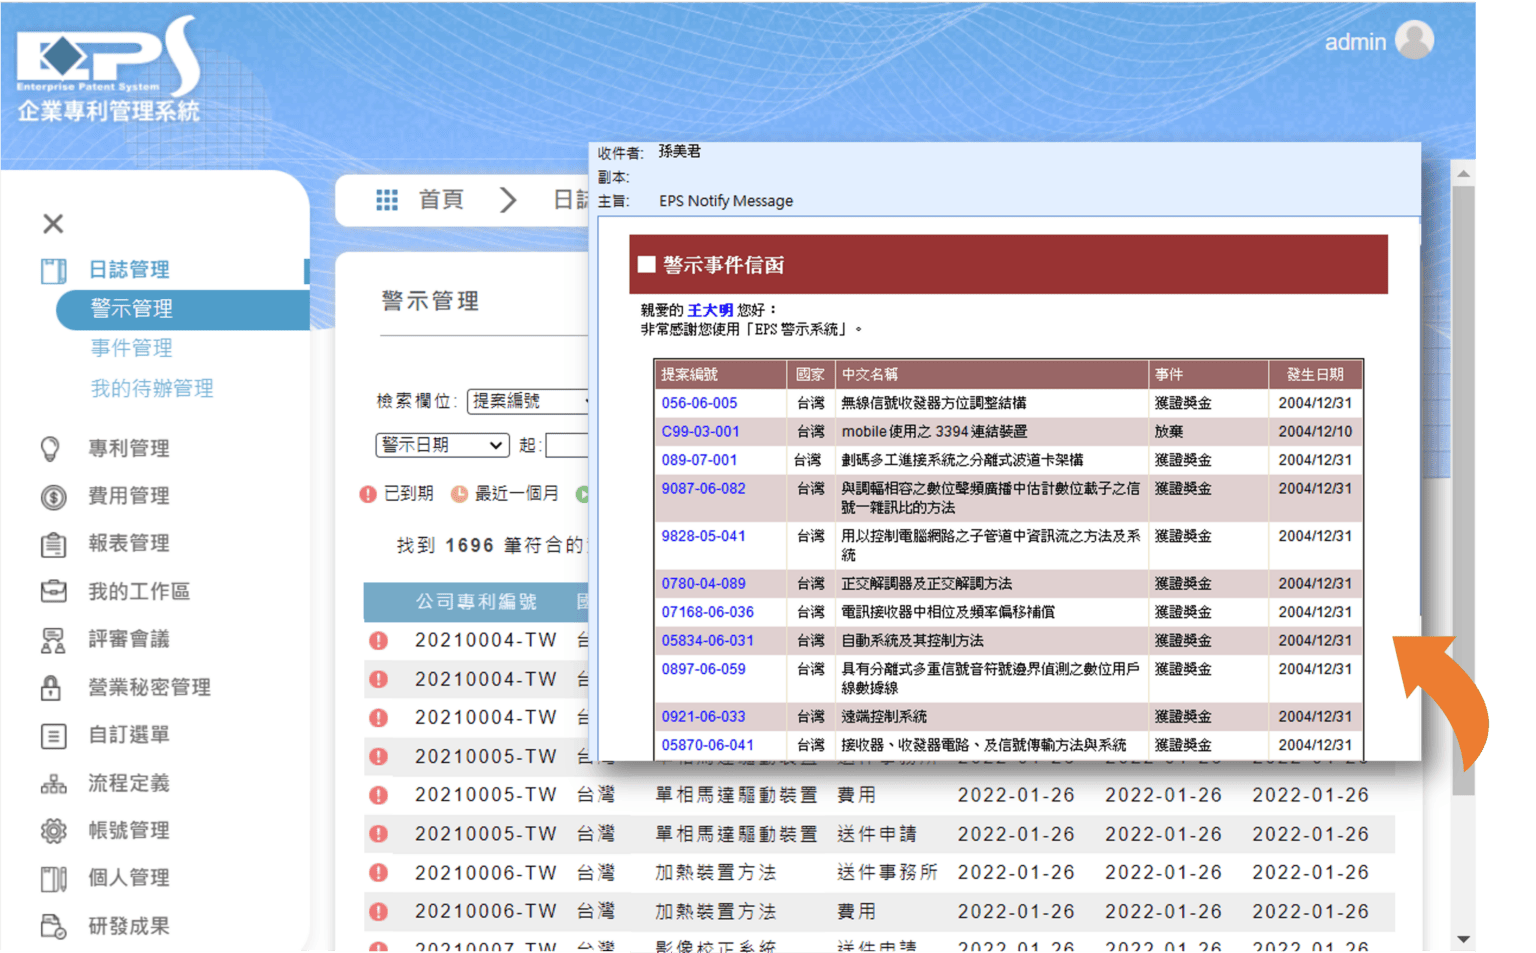 EPS
Enterprise Patent System
企業專利管理系統
admin
日誌管理
警示管理
事件管理
我的待辦管理
專利管理
費用管理
報表管理
我的工作區
評審會議
營業秘密管理
自訂選單
流程定義
帳號管理
個人管理
研發成果
首頁 日誌
警示管理
檢索欄位: 提案編號
警示日期 起:
已到期 最近一個月
找到 1696 筆符合的
公司專利編號
20210004-TW
20210004-TW
20210004-TW
20210005-TW
20210005-TW 台灣 單相馬達驅動裝置 費用 2022-01-26 2022-01-26 2022-01-26
20210005-TW 台灣 單相馬達驅動裝置 送件申請 2022-01-26 2022-01-26 2022-01-26
20210006-TW 台灣 加熱裝置方法 送件事務所 2022-01-26 2022-01-26 2022-01-26
20210006-TW 台灣 加熱裝置方法 費用 2022-01-26 2022-01-26 2022-01-26
20210007-TW 台灣 影像校正系統 送件申請 2022-01-26 2022-01-26 2022-01-26
收件者: 孫美君
副本:
主旨: EPS Notify Message
警示事件信函
親愛的 王大明 您好：
非常感謝您使用「EPS 警示系統」。
提案編號 國家 中文名稱 事件 發生日期
056-06-005 台灣 無線信號收發器方位調整結構 獲證獎金 2004/12/31
C99-03-001 台灣 mobile 使用之 3394 連結裝置 放棄 2004/12/10
089-07-001 台灣 劃碼多工進接系統之分離式波道卡架構 獲證獎金 2004/12/31
9087-06-082 台灣 與調輻相容之數位聲頻廣播中估計數位載子之信 獲證獎金 2004/12/31
號一雜訊比的方法
9828-05-041 台灣 用以控制電腦網路之子管道中資訊流之方法及系 獲證獎金 2004/12/31
統
0780-04-089 台灣 正交解調器及正交解調方法 獲證獎金 2004/12/31
07168-06-036 台灣 電訊接收器中相位及頻率偏移補償 獲證獎金 2004/12/31
05834-06-031 台灣 自動系統及其控制方法 獲證獎金 2004/12/31
0897-06-059 台灣 具有分離式多重信號音符號邊界偵測之數位用戶 獲證獎金 2004/12/31
線數據線
0921-06-033 台灣 遠端控制系統 獲證獎金 2004/12/31
05870-06-041 台灣 接收器、收發器電路、及信號傳輸方法與系統 獲證獎金 2004/12/31